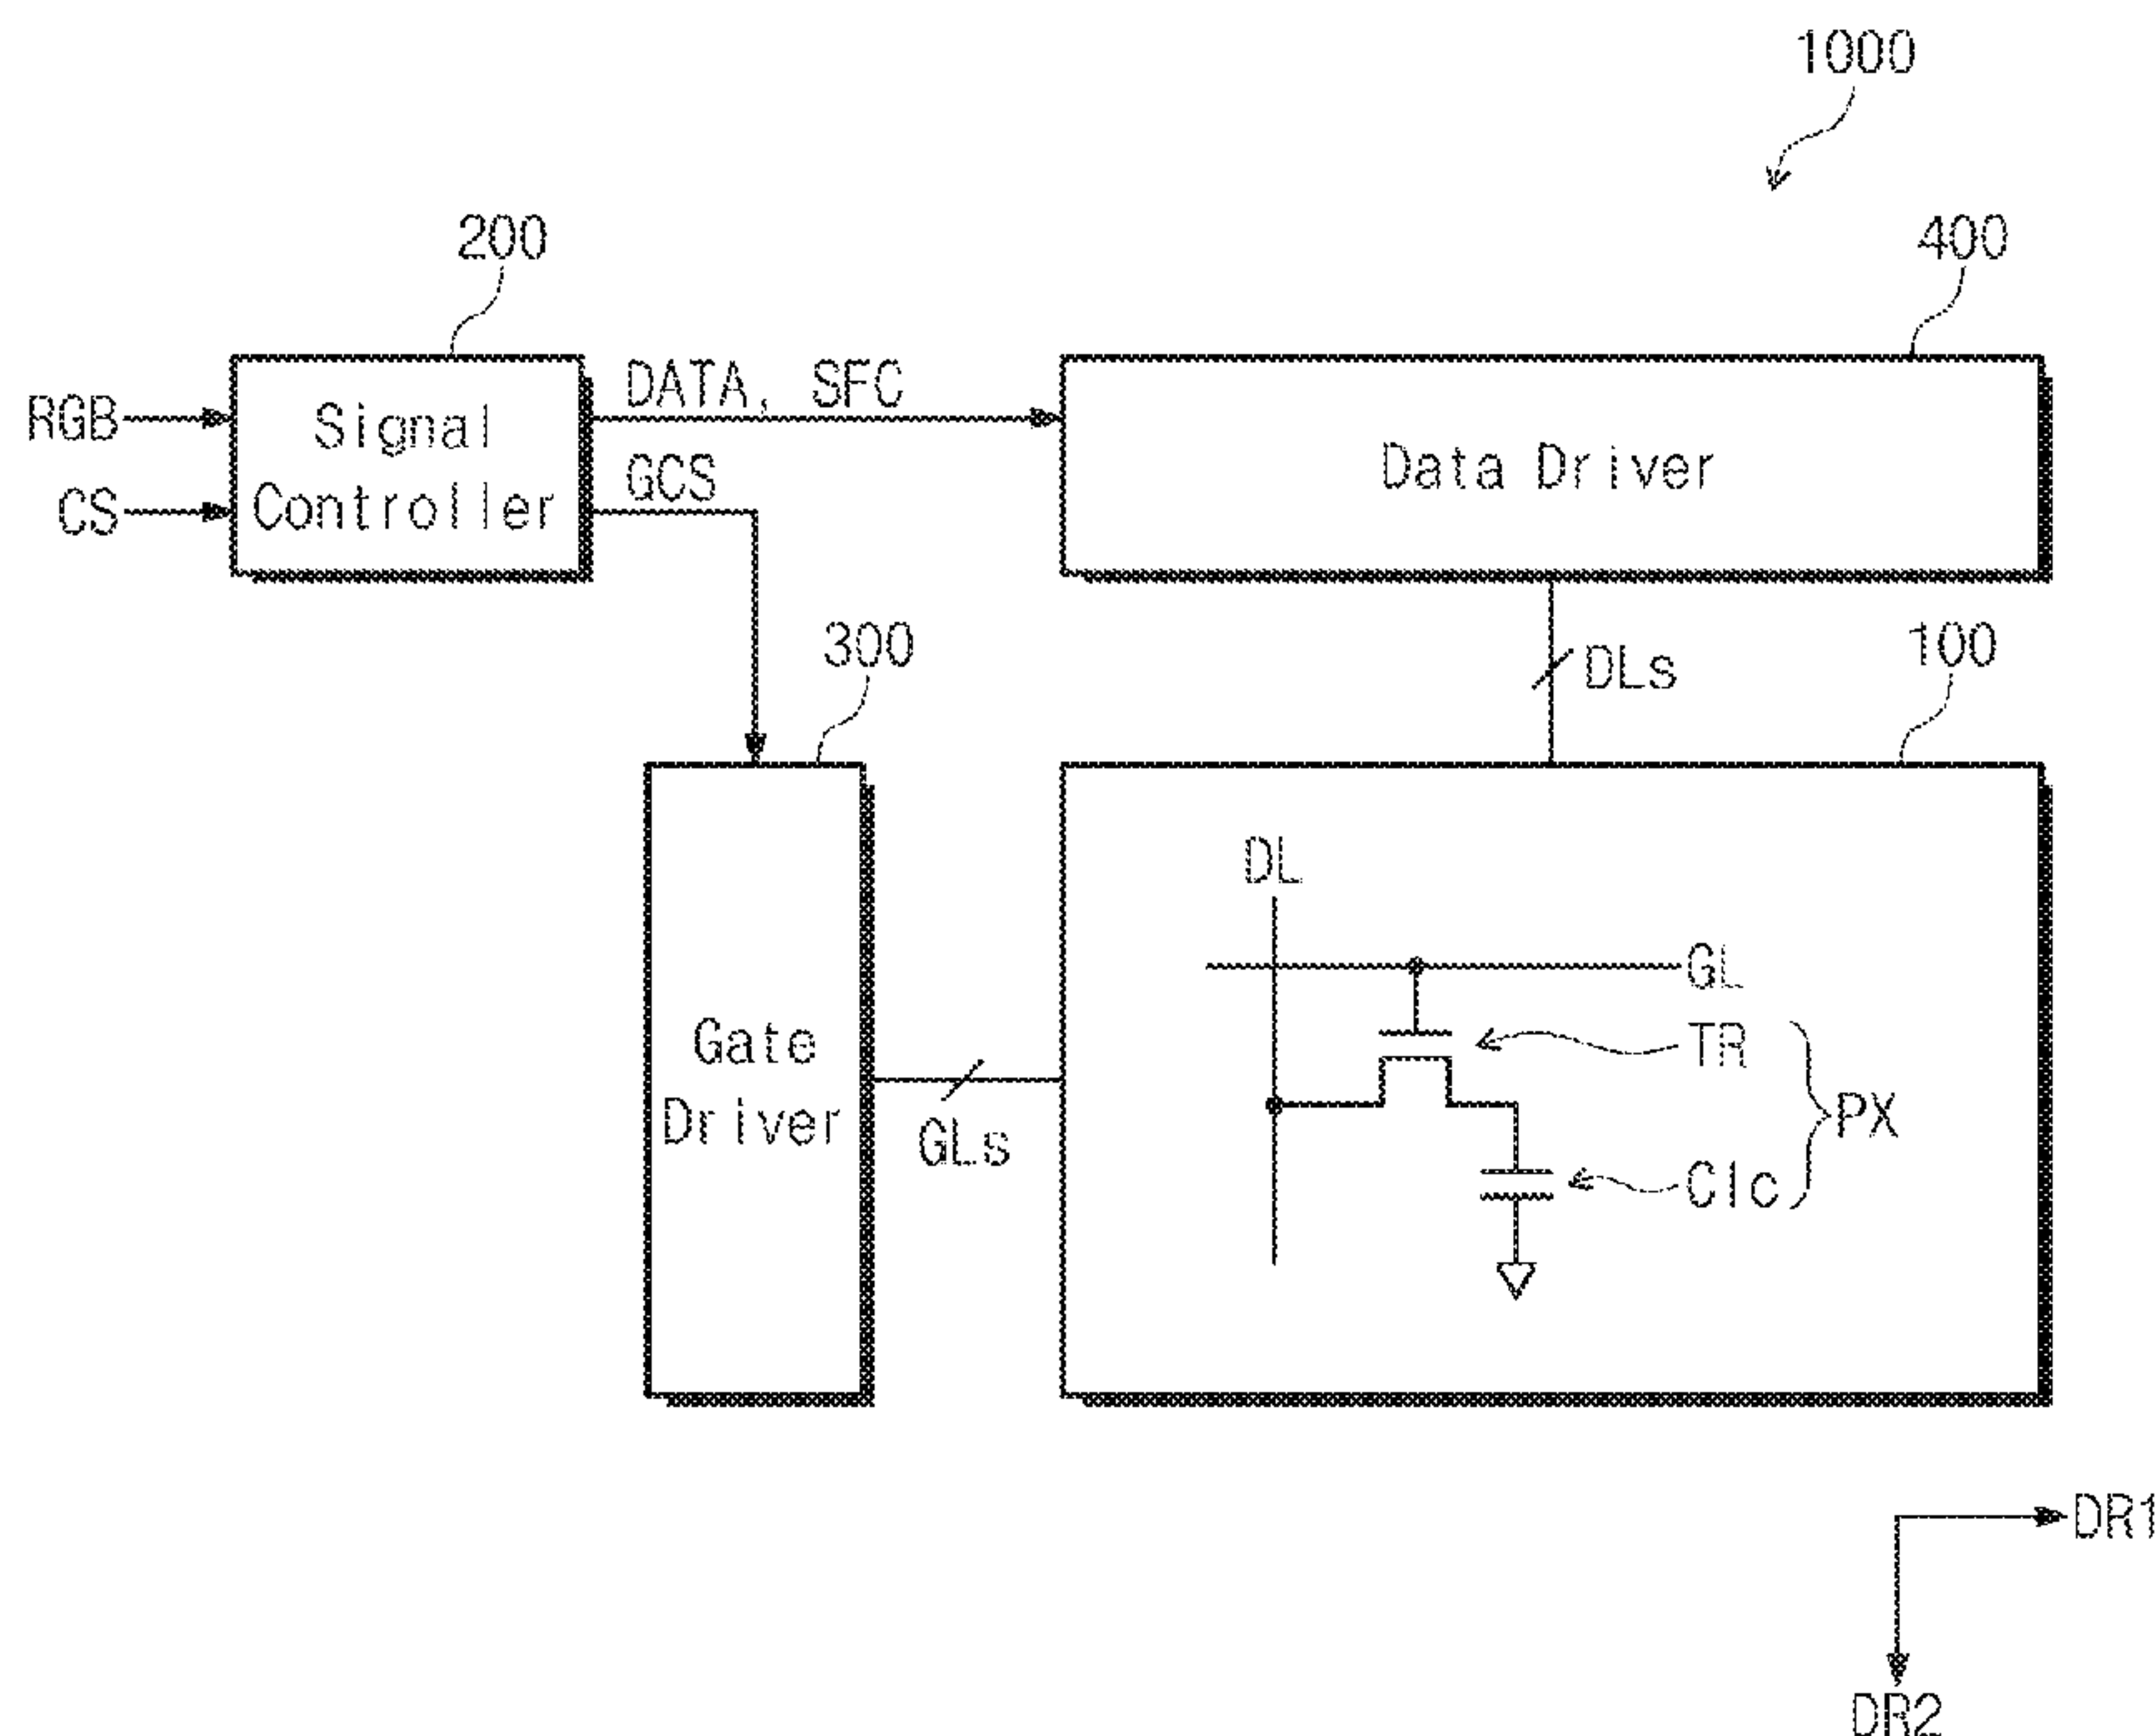 1000
200
400
RGB
CS
Signal
Controller
DATA, SFC
GCS
Data Driver
300
DLs
100
Gate
Driver
GLs
DL
GL
TR
Clc
PX
DR1
DR2